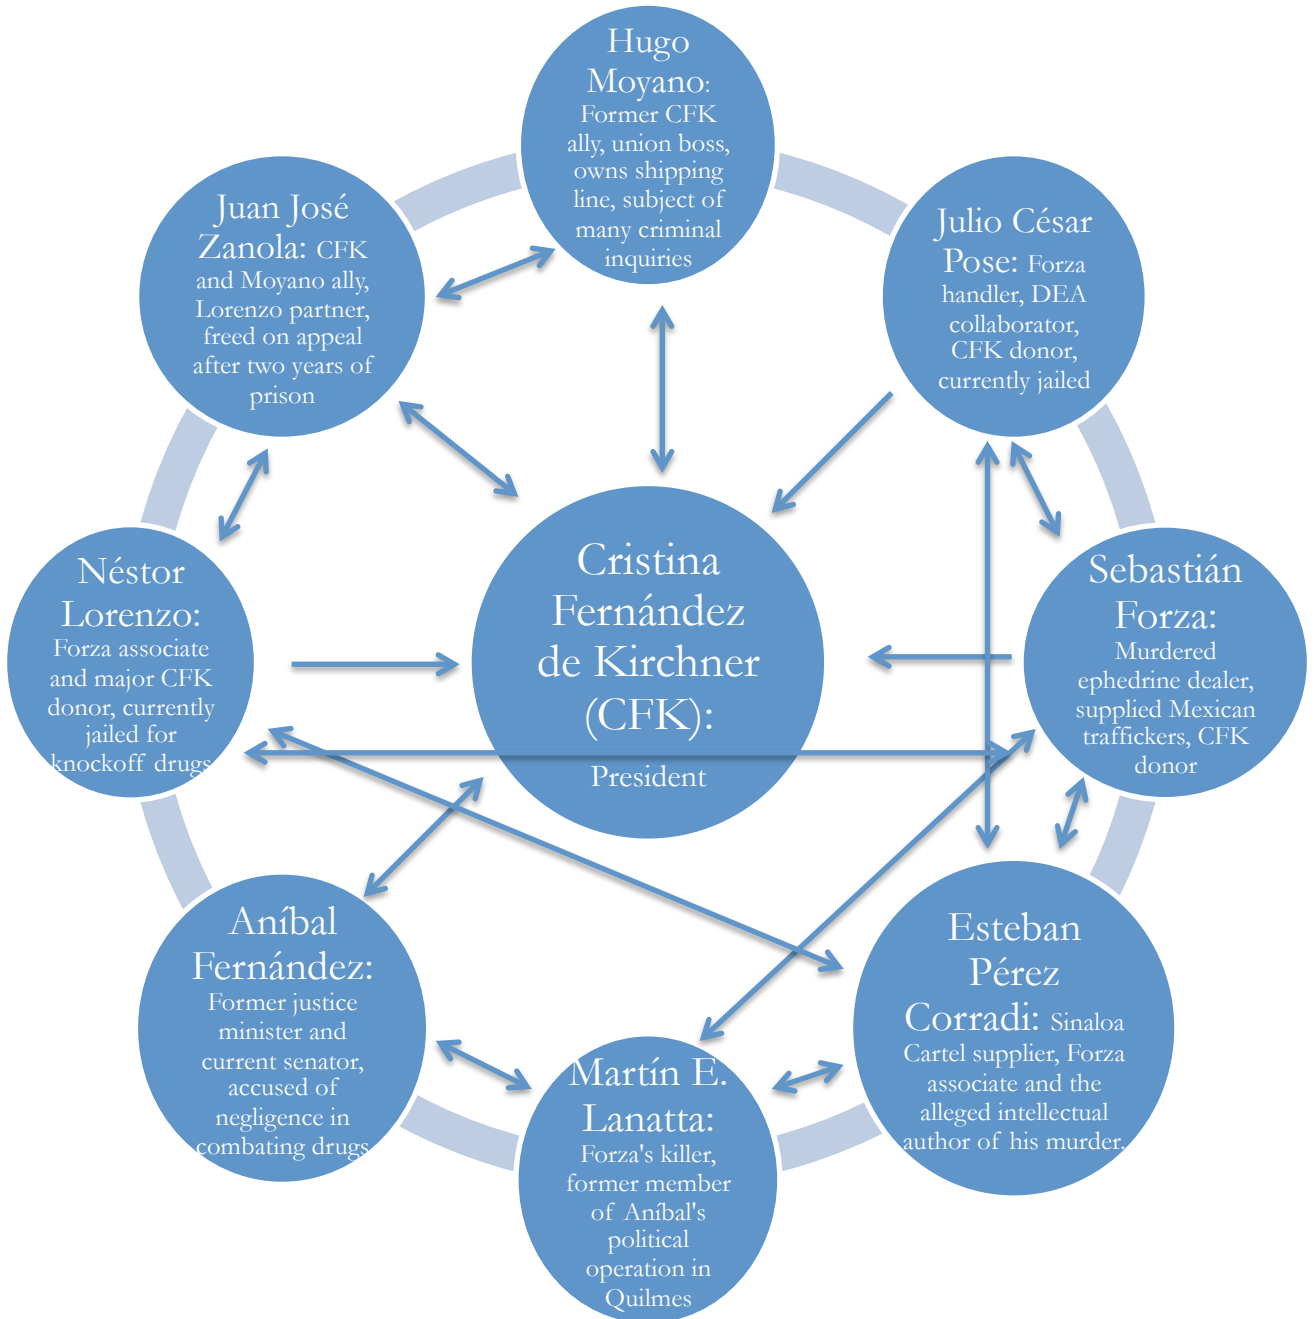 Hugo
Moyano:
Former CFK
ally, union boss,
owns shipping
line, subject of
many criminal
inquiries
Julio César
Pose: Forza
handler, DEA
collaborator,
CFK donor,
currently jailed
Sebastián
Forza:
Murdered
ephedrine dealer,
supplied Mexican
traffickers, CFK
donor
Esteban
Pérez
Corradi: Sinaloa
Cartel supplier, Forza
associate and the
alleged intellectual
author of his murder.
Martín E.
Lanatta:
Forza's killer,
former member
of Aníbal's
political
operation in
Quilmes
Aníbal
Fernández:
Former justice
minister and
current senator,
accused of
negligence in
combating drugs
Néstor
Lorenzo:
Forza associate
and major CFK
donor, currently
jailed for
knockoff drugs
Juan José
Zanola: CFK
and Moyano ally,
Lorenzo partner,
freed on appeal
after two years of
prison
Cristina
Fernández
de Kirchner
(CFK):
President